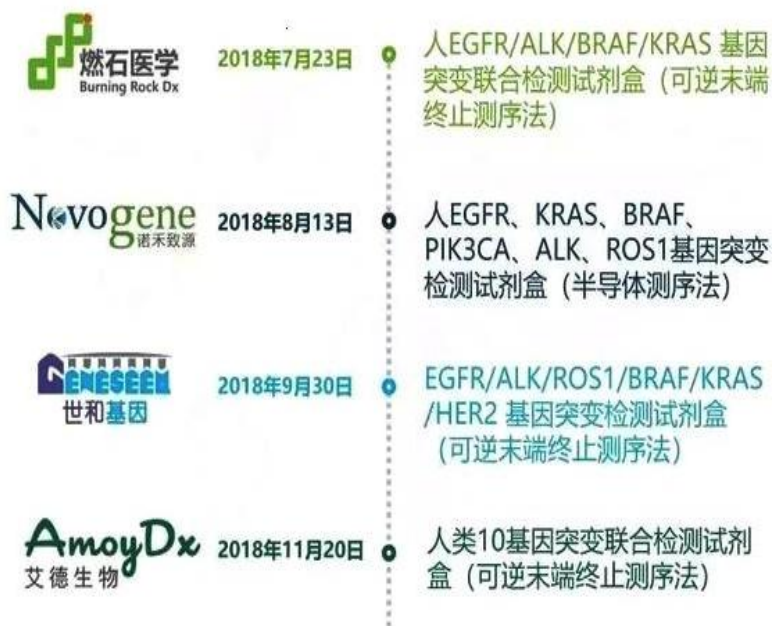 燃石医学
Burning Rock Dx
2018年7月23日
人EGFR/ALK/BRAF/KRAS 基因
突变联合检测试剂盒（可逆末端
终止测序法）
Novogene
诺禾致源
2018年8月13日
人EGFR、KRAS、BRAF、
PIK3CA、ALK、ROS1基因突变
检测试剂盒（半导体测序法）
GENESEEQ
世和基因
2018年9月30日
EGFR/ALK/ROS1/BRAF/KRAS
/HER2 基因突变检测试剂盒
（可逆末端终止测序法）
AmoyDx
艾德生物
2018年11月20日
人类10基因突变联合检测试剂
盒（可逆末端终止测序法）